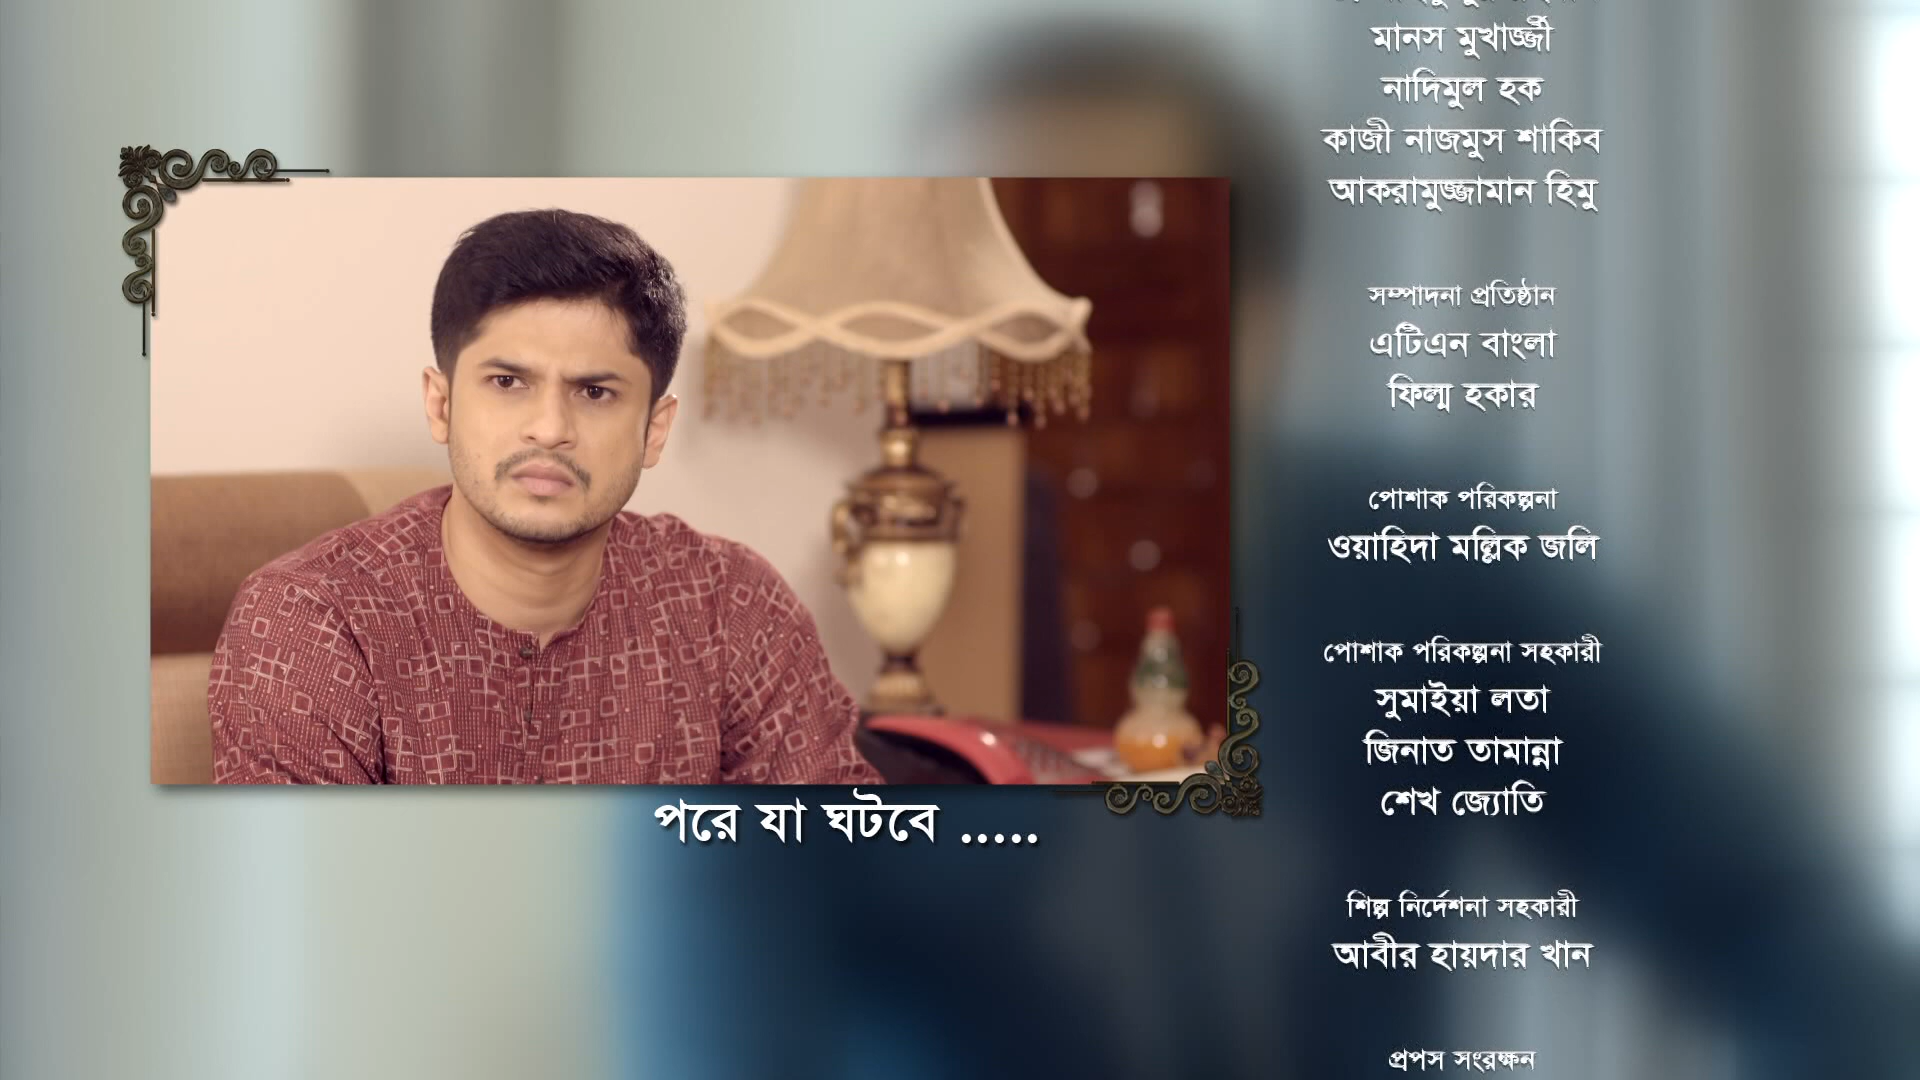 মানস মুখার্জ্জী
নাদিমুল হক
কাজী নাজমুস শাকিব
আকরামুজ্জামান হিমু
সম্পাদনা প্রতিষ্ঠান
এটিএন বাংলা
ফিল্ম হকার
পোশাক পরিকল্পনা
ওয়াহিদা মল্লিক জলি
পোশাক পরিকল্পনা সহকারী
সুমাইয়া লতা
জিনাত তামান্না
শেখ জ্যোতি
শিল্প নির্দেশনা সহকারী
আবীর হায়দার খান
প্রপস সংরক্ষন
পরে যা ঘটবে .....